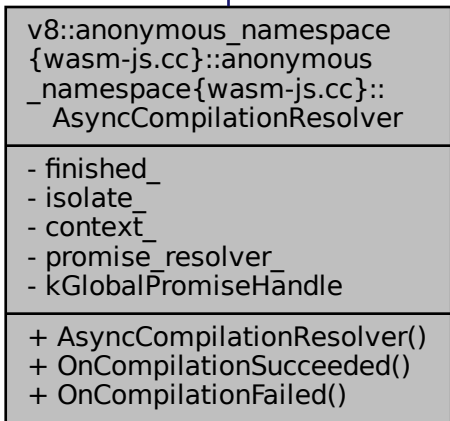 v8::anonymous_namespace
{wasm-js.cc}::anonymous
_namespace{wasm-js.cc}::
AsyncCompilationResolver
- finished_
- isolate_
- context_
- promise_resolver_
- kGlobalPromiseHandle
+ AsyncCompilationResolver()
+ OnCompilationSucceeded()
+ OnCompilationFailed()